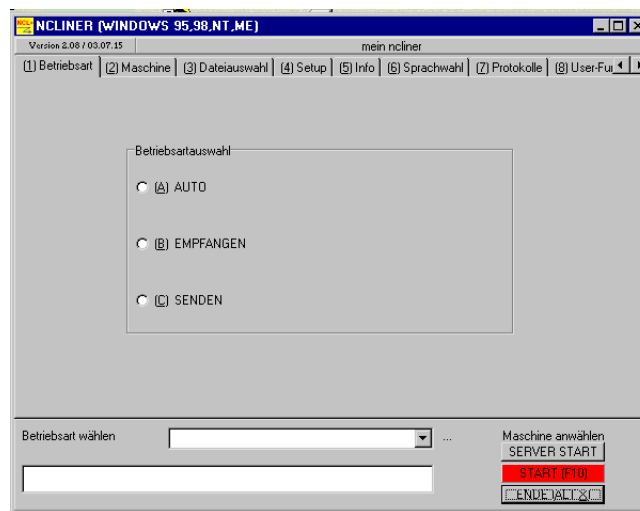 NCLINER (WINDOWS 95,98,NT,ME)
Version 2.08 / 03.07.15 mein ncliner
(1) Betriebsart (2) Maschine (3) Dateiauswahl (4) Setup (5) Info (6) Sprachwahl (7) Protokolle (8) User-Fu
Betriebsartauswahl
(A) AUTO
(B) EMPFANGEN
(C) SENDEN
Betriebsart wählen ... Maschine anwählen
SERVER START
START (F10)
ENDE (ALT X)